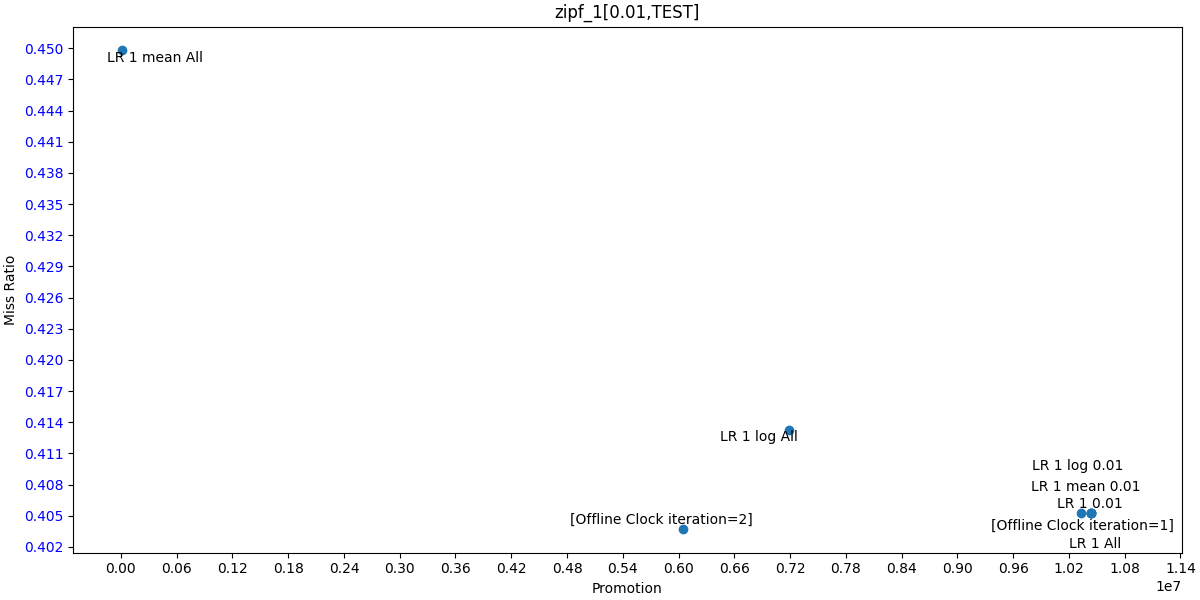 zipf_1[0.01,TEST]
0.450
LR 1 mean All
0.447
0.444
0.441
0.438
0.435
0.432
0.429
0.426
0.423
0.420
0.417
0.414
0.411
0.408
0.405
0.402
Miss Ratio
LR 1 log All
LR 1 log 0.01
LR 1 mean 0.01
LR 1 0.01
[Offline Clock iteration=2]
[Offline Clock iteration=1]
LR 1 All
0.00 0.06 0.12 0.18 0.24 0.30 0.36 0.42 0.48 0.54 0.60 0.66 0.72 0.78 0.84 0.90 0.96 1.02 1.08 1.14
1e7
Promotion